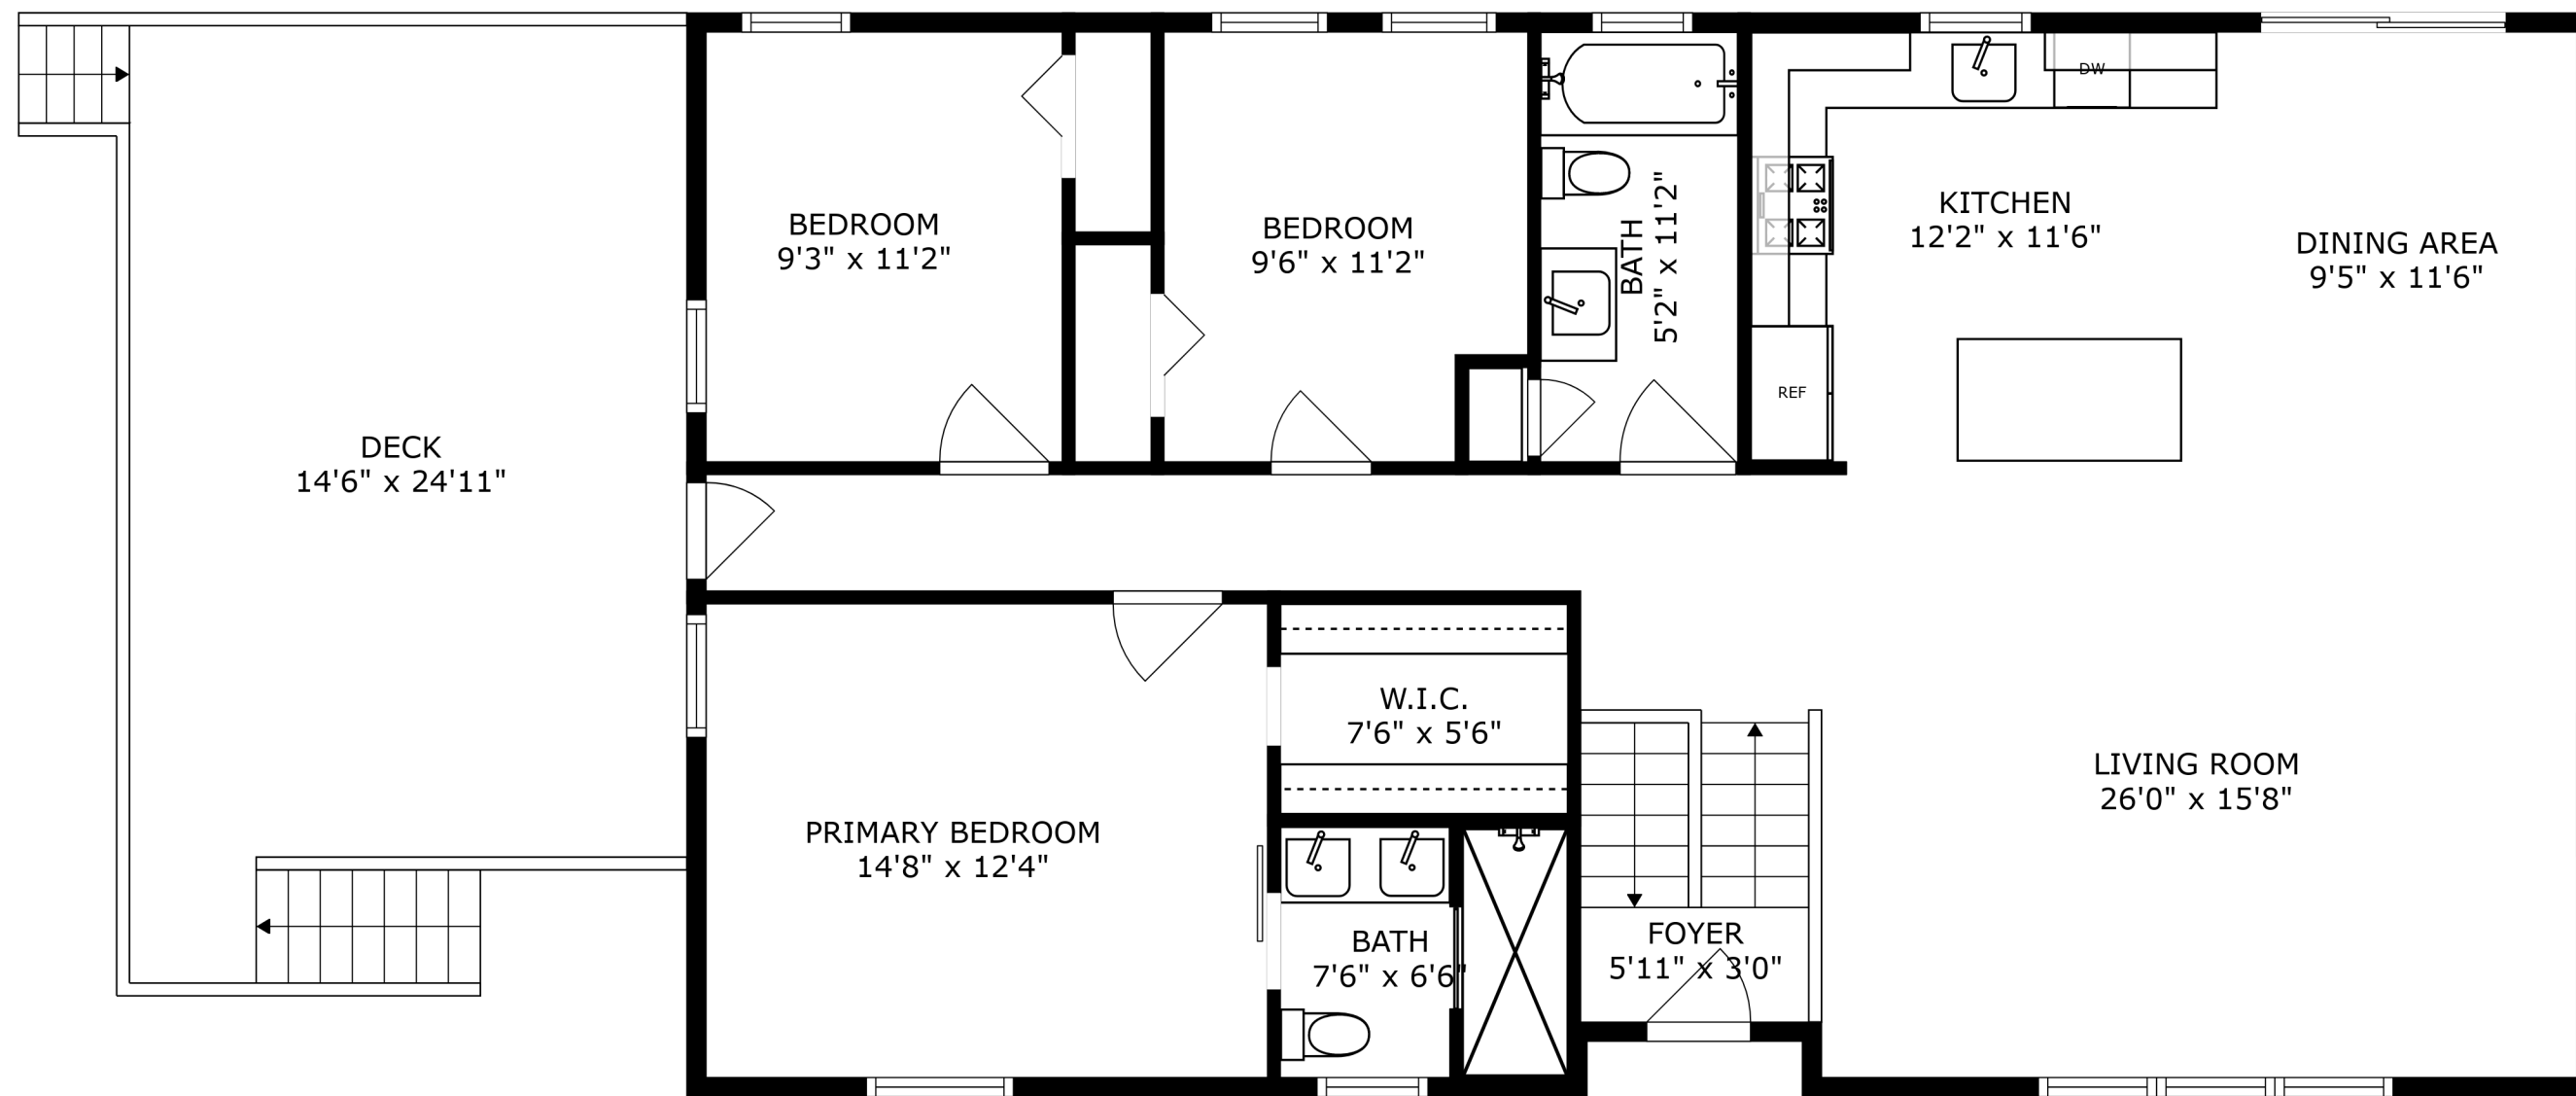 BEDROOM
9'3" x 11'2"
BEDROOM
9'6" x 11'2"
BATH
5'2" x 11'2"
DW
KITCHEN
12'2" x 11'6"
DINING AREA
9'5" x 11'6"
REF
DECK
14'6" x 24'11"
W.I.C.
7'6" x 5'6"
LIVING ROOM
26'0" x 15'8"
PRIMARY BEDROOM
14'8" x 12'4"
BATH
7'6" x 6'6"
FOYER
5'11" x 3'0"